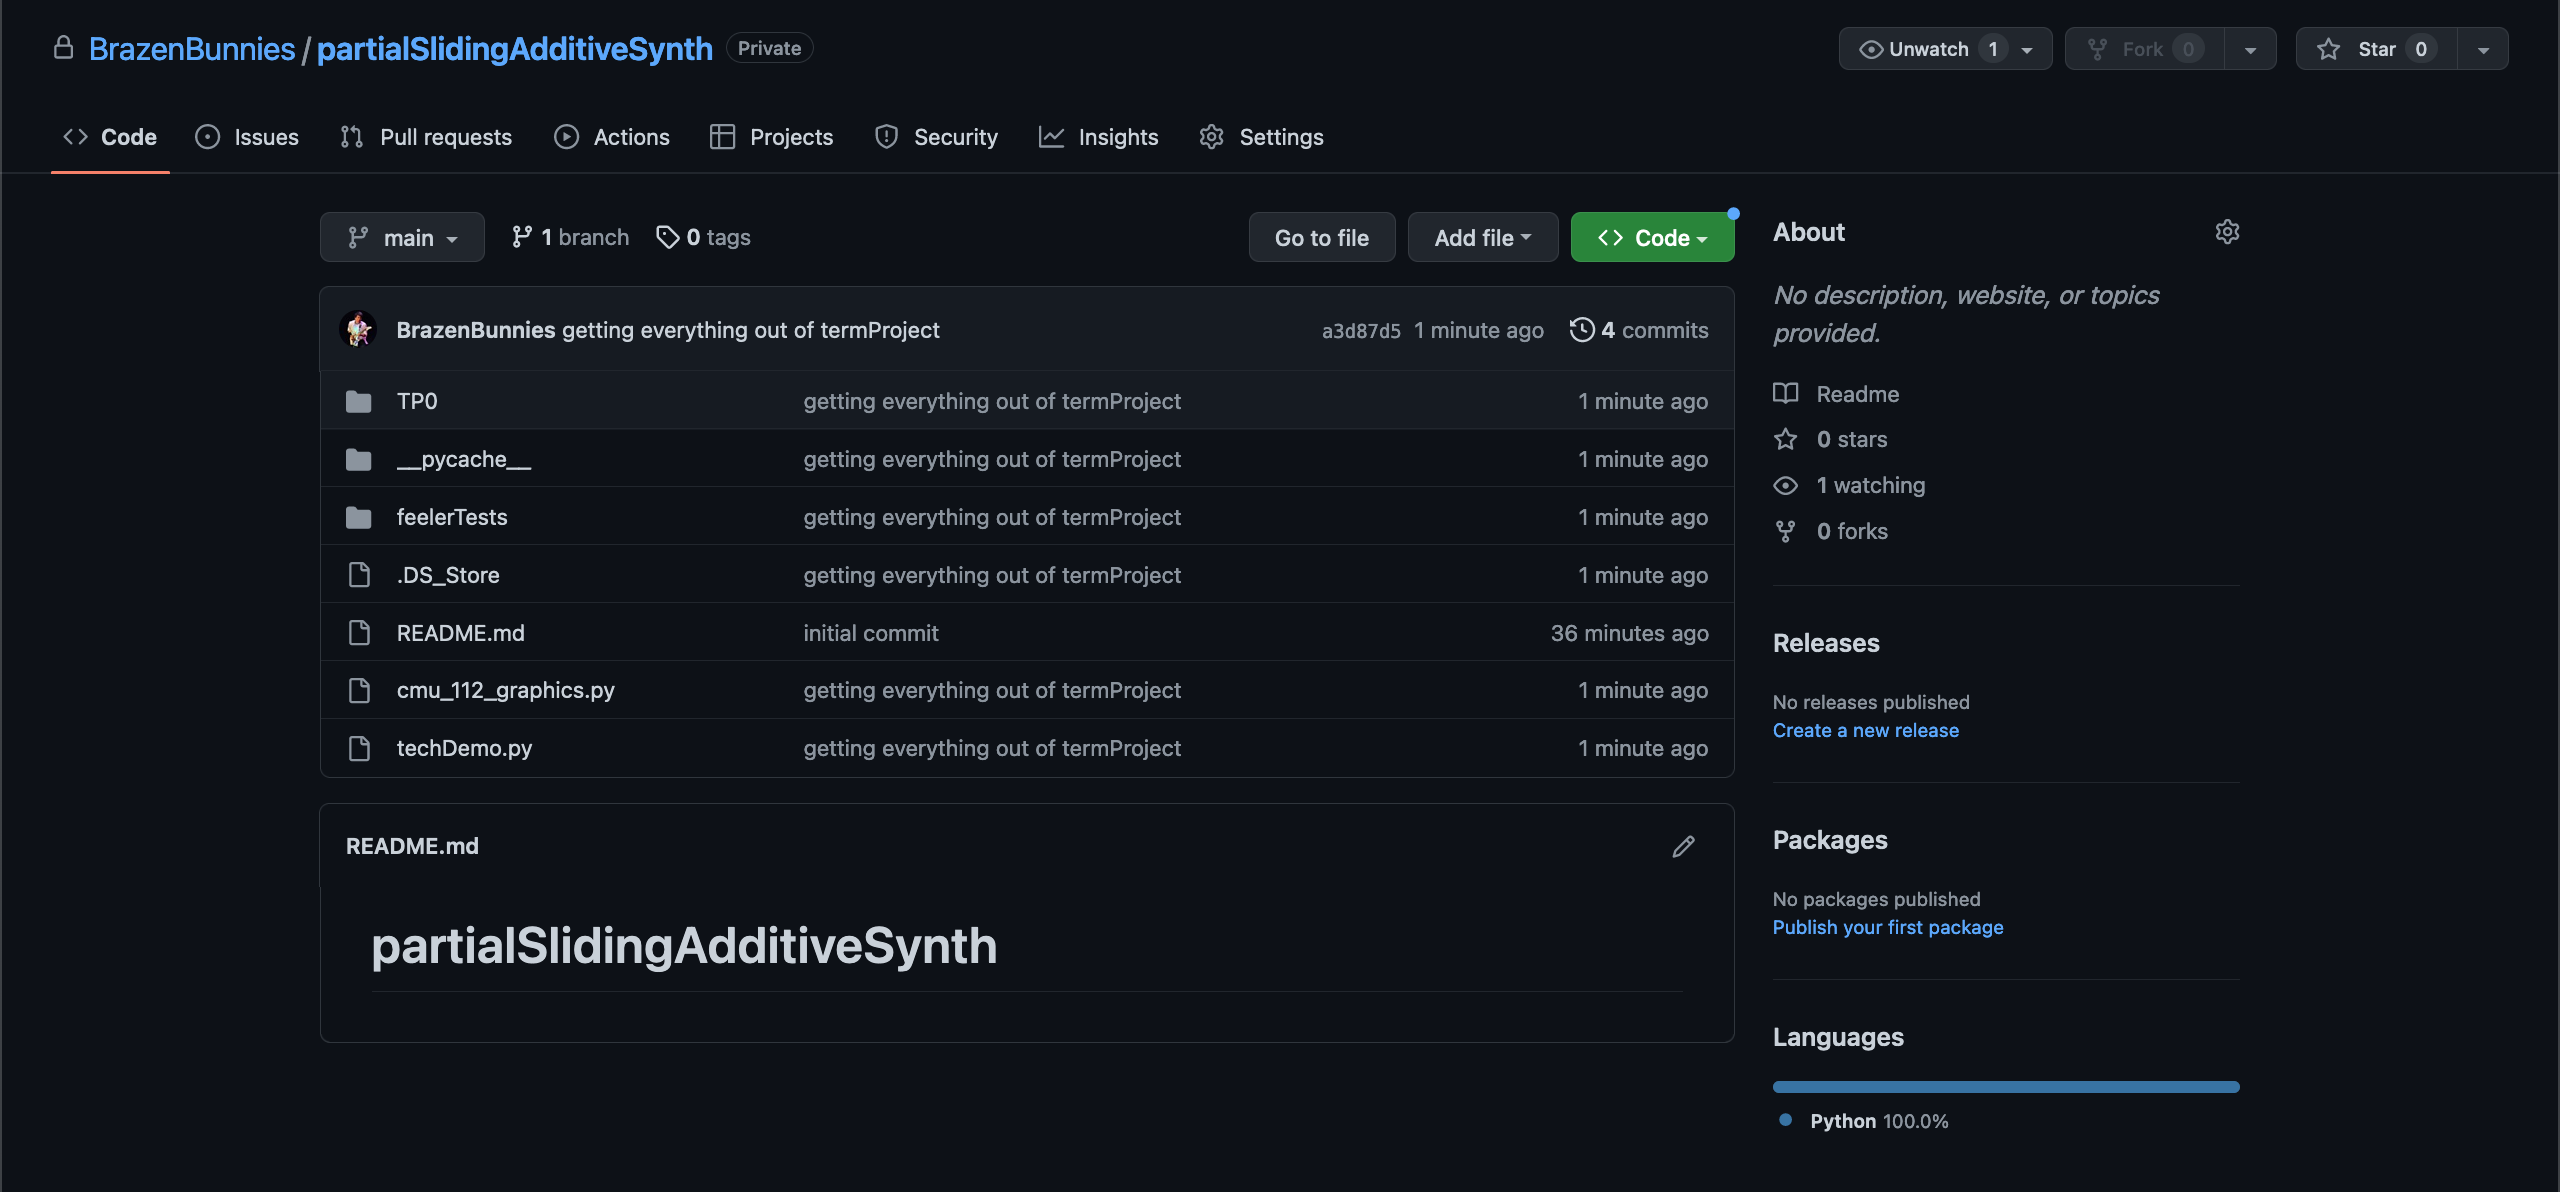 BrazenBunnies / partialSlidingAdditiveSynth Private Unwatch 1 Fork 0 Star 0
Code Issues Pull requests Actions Projects Security Insights Settings
main 1 branch 0 tags Go to file Add file Code
BrazenBunnies getting everything out of termProject a3d87d5 1 minute ago 4 commits
TP0 getting everything out of termProject 1 minute ago
__pycache__ getting everything out of termProject 1 minute ago
feelerTests getting everything out of termProject 1 minute ago
.DS_Store getting everything out of termProject 1 minute ago
README.md initial commit 36 minutes ago
cmu_112_graphics.py getting everything out of termProject 1 minute ago
techDemo.py getting everything out of termProject 1 minute ago
README.md
partialSlidingAdditiveSynth
About
No description, website, or topics
provided.
Readme
0 stars
1 watching
0 forks
Releases
No releases published
Create a new release
Packages
No packages published
Publish your first package
Languages
Python 100.0%